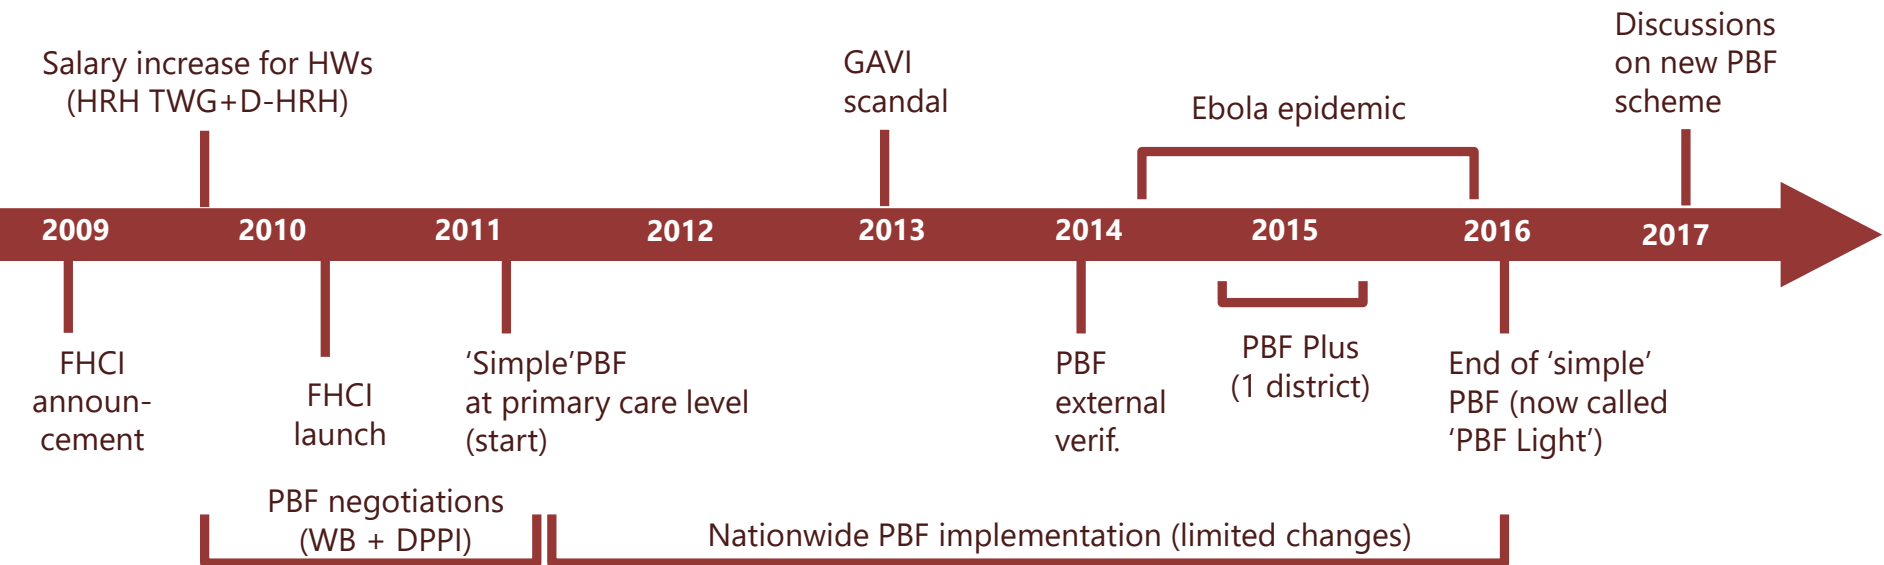 Salary increase for HWs
(HRH TWG+D-HRH)
GAVI
scandal
Ebola epidemic
Discussions
on new PBF
scheme
2009 2010 2011 2012 2013 2014 2015 2016 2017
FHCI
announ-
cement
FHCI
launch
‘Simple’PBF
at primary care level
(start)
PBF
external
verif.
PBF Plus
(1 district)
End of ‘simple’
PBF (now called
‘PBF Light’)
PBF negotiations
(WB + DPPI)
Nationwide PBF implementation (limited changes)